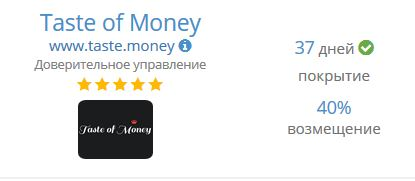 Taste of Money
www.taste.money
Доверительное управление
Taste of Money
37 дней
покрытие
40%
возмещение